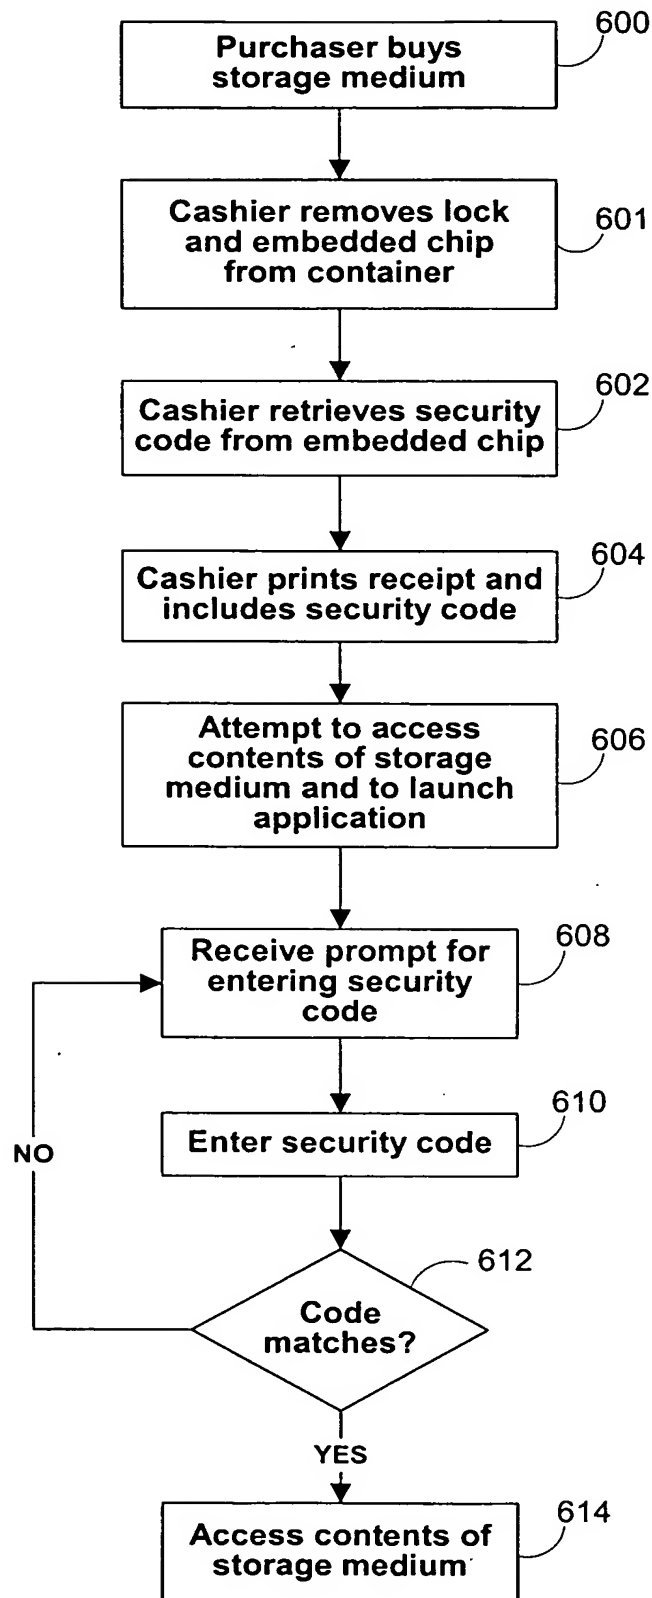 600
Purchaser buys
storage medium
601
Cashier removes lock
and embedded chip
from container
602
Cashier retrieves security
code from embedded chip
604
Cashier prints receipt and
includes security code
606
Attempt to access
contents of storage
medium and to launch
application
608
Receive prompt for
entering security
code
610
Enter security code
NO
612
Code
matches?
YES
614
Access contents of
storage medium